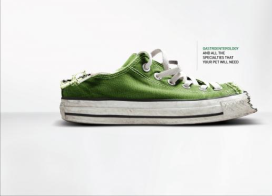 GASTROENTEROLOGY
AND ALL THE
SPECIALTIES THAT
YOUR PET WILL NEED